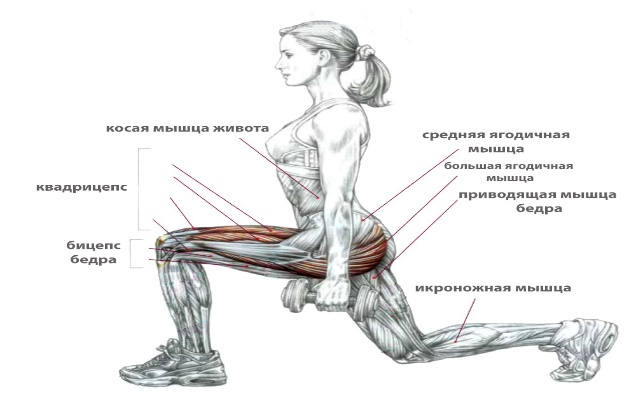 косая мышца живота
квадрицепс
бицепс
бедра
средняя ягодичная
мышца
большая ягодичная
мышца
приводящая мышца
бедра
икроножная мышца